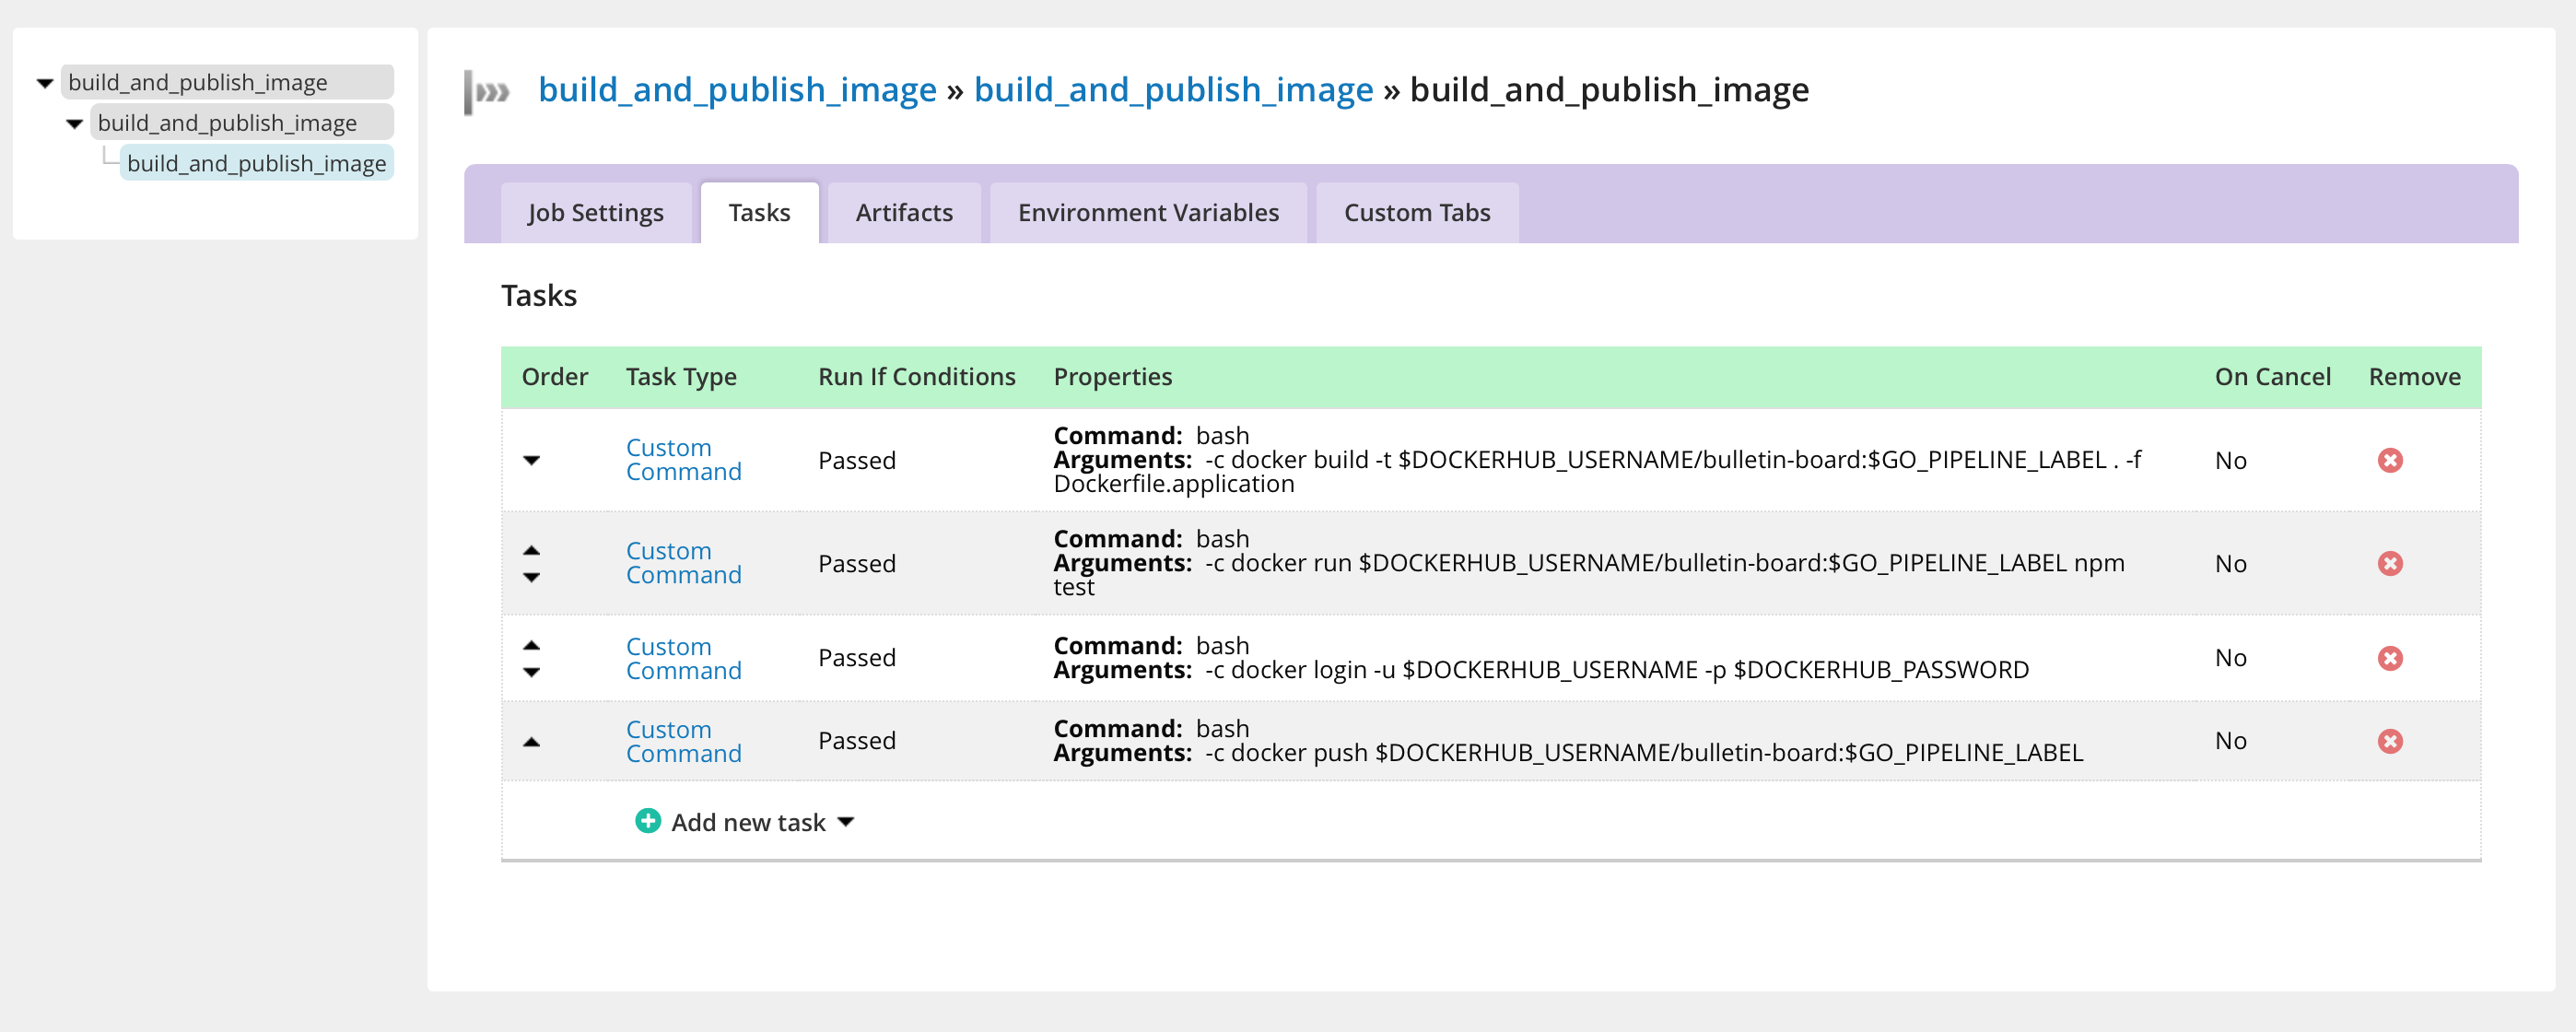 build_and_publish_image
build_and_publish_image
build_and_publish_image
build_and_publish_image » build_and_publish_image » build_and_publish_image
Job Settings Tasks Artifacts Environment Variables Custom Tabs
Tasks
Order Task Type Run If Conditions Properties On Cancel Remove
Custom Command Passed Command: bash No
Arguments: -c docker build -t $DOCKERHUB_USERNAME/bulletin-board:$GO_PIPELINE_LABEL . -f
Dockerfile.application
Custom Command Passed Command: bash No
Arguments: -c docker run $DOCKERHUB_USERNAME/bulletin-board:$GO_PIPELINE_LABEL npm
test
Custom Command Passed Command: bash No
Arguments: -c docker login -u $DOCKERHUB_USERNAME -p $DOCKERHUB_PASSWORD
Custom Command Passed Command: bash No
Arguments: -c docker push $DOCKERHUB_USERNAME/bulletin-board:$GO_PIPELINE_LABEL
Add new task